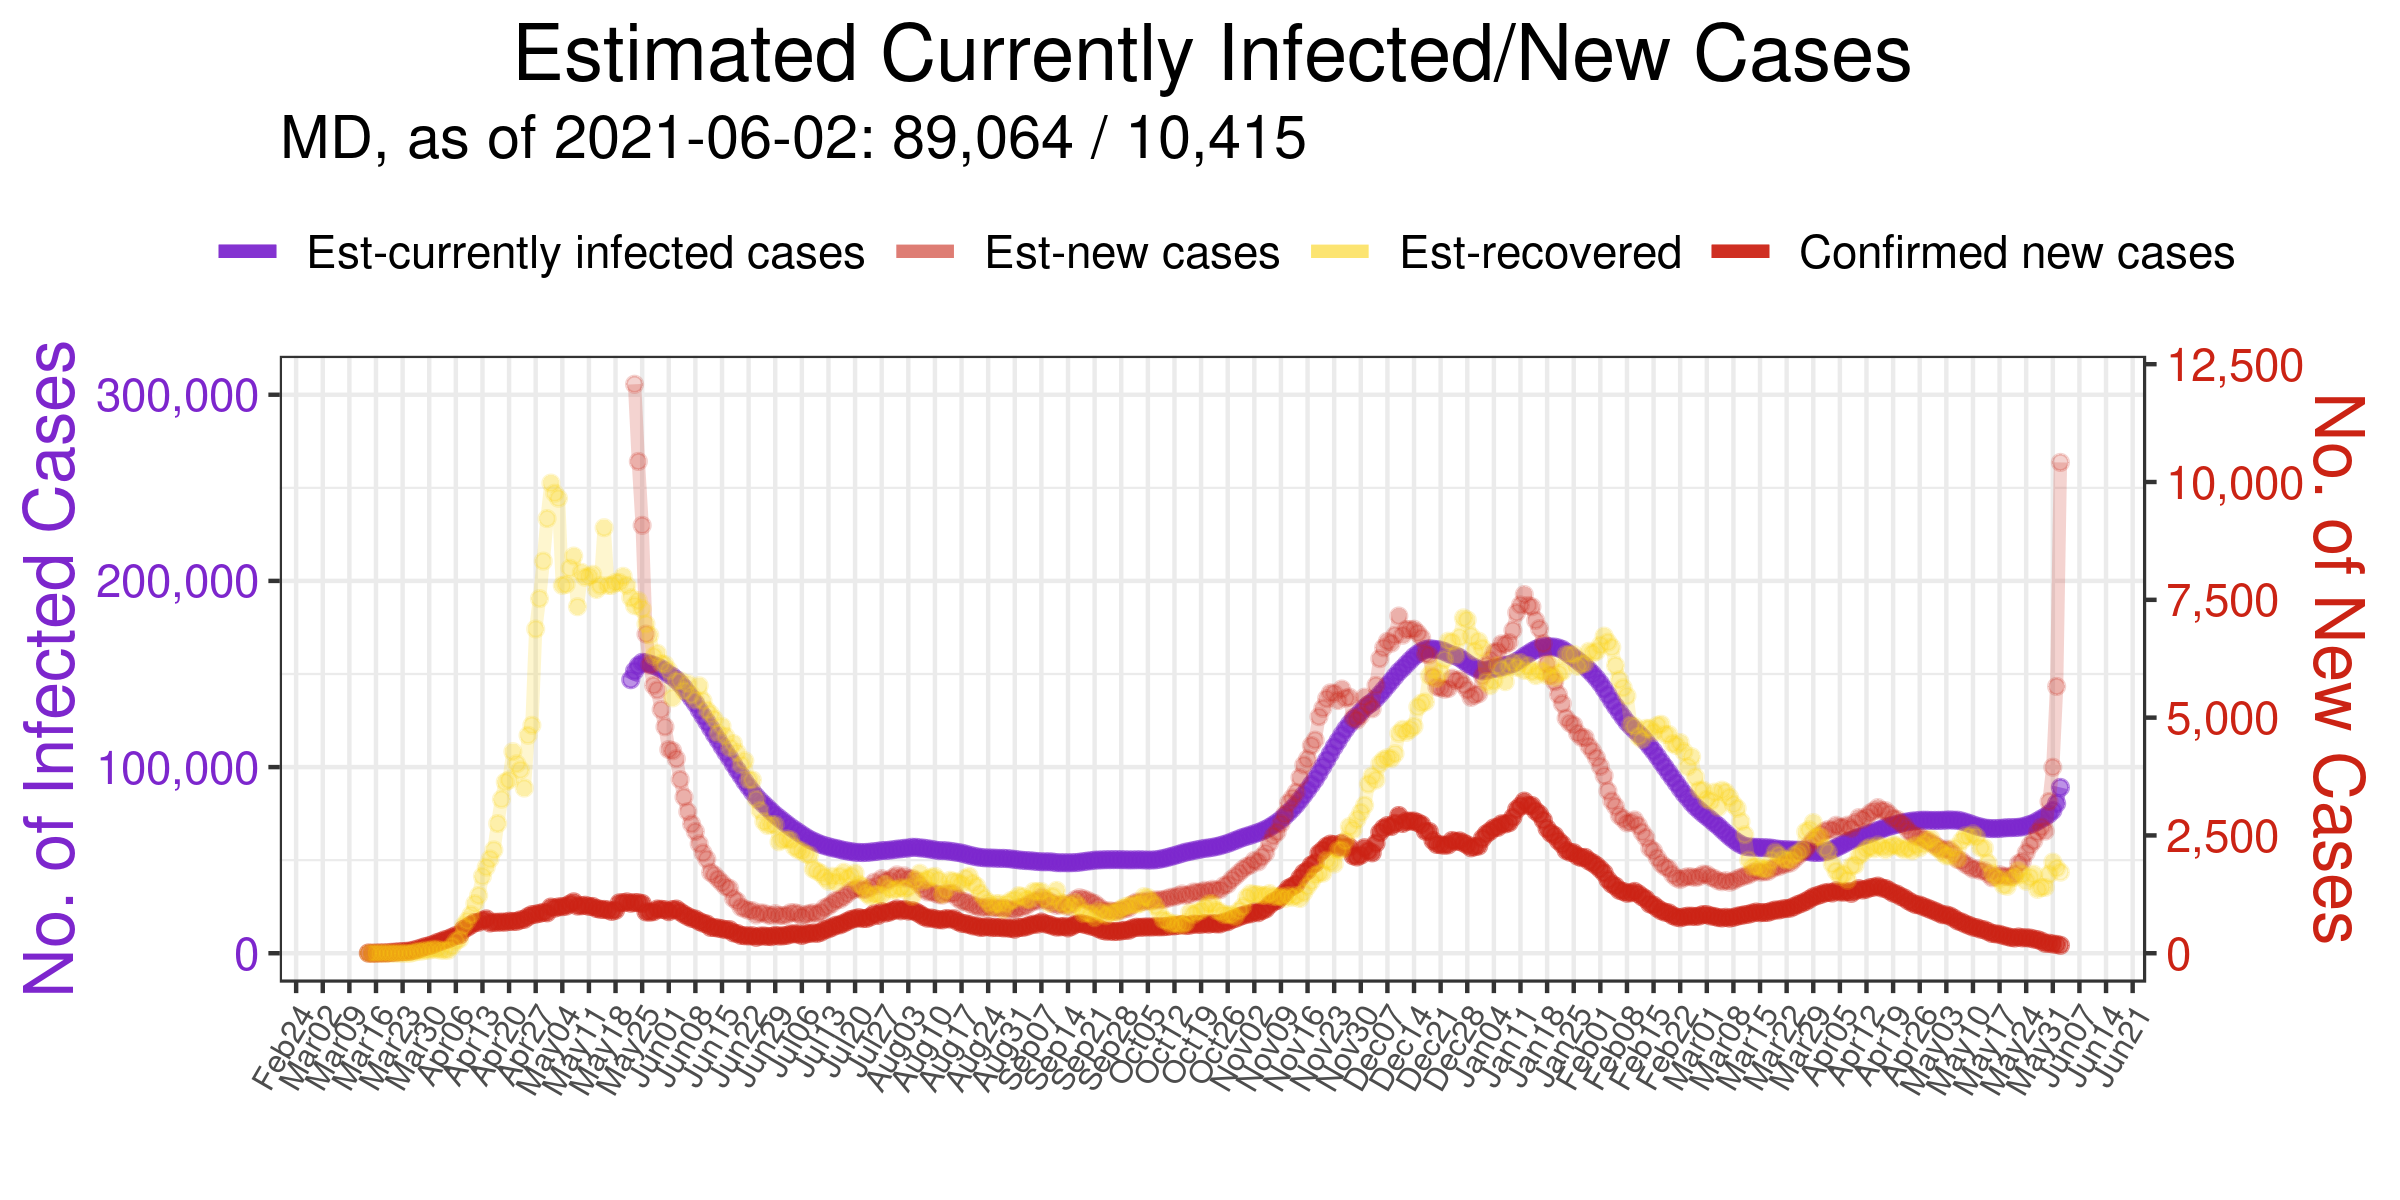 Estimated Currently Infected/New Cases
MD, as of 2021-06-02: 89,064 / 10,415
Est-currently infected cases Est-new cases Est-recovered Confirmed new cases
No. of Infected Cases
300,000
200,000
100,000
0
12,500
10,000
7,500
5,000
2,500
0
No. of New Cases
Feb24 Mar02 Mar09 Mar16 Mar23 Mar30 Apr06 Apr13 Apr20 Apr27 May04 May11 May18 May25 Jun01 Jun08 Jun15 Jun22 Jun29 Jul06 Jul13 Jul20 Jul27 Aug03 Aug10 Aug17 Aug24 Aug31 Sep07 Sep14 Sep21 Sep28 Oct05 Oct12 Oct19 Oct26 Nov02 Nov09 Nov16 Nov23 Nov30 Dec07 Dec14 Dec21 Dec28 Jan04 Jan11 Jan18 Jan25 Feb01 Feb08 Feb15 Feb22 Mar01 Mar08 Mar15 Mar22 Mar29 Apr05 Apr12 Apr19 Apr26 May03 May10 May17 May24 May31 Jun07 Jun14 Jun21